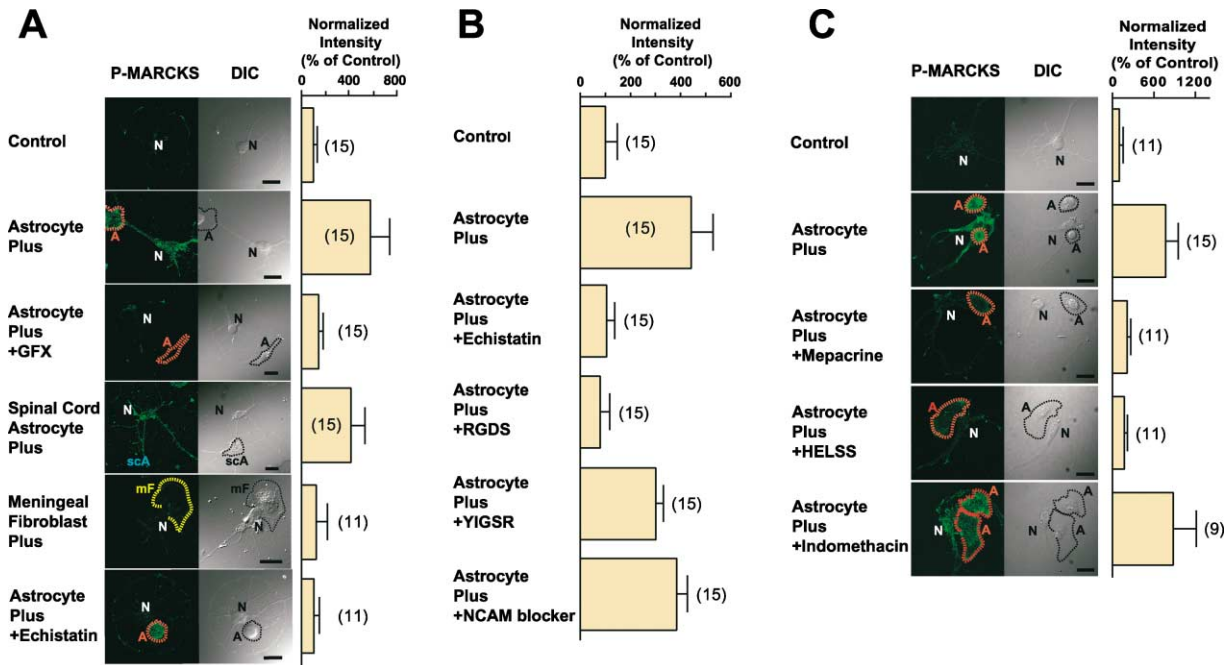 A
P-MARCKS
DIC
Normalized
Intensity
(% of Control)
0 400 800
Control
N
N
(15)
Astrocyte
Plus
A
N
A
N
(15)
Astrocyte
Plus
+GFX
N
A
N
A
(15)
Spinal Cord
Astrocyte
Plus
N
scA
N
scA
(15)
Meningeal
Fibroblast
Plus
mF
N
mF
N
(11)
Astrocyte
Plus
+Echistatin
N
A
N
A
(11)
B
Normalized
Intensity
(% of Control)
0 200 400 600
Control
(15)
Astrocyte
Plus
(15)
Astrocyte
Plus
+Echistatin
(15)
Astrocyte
Plus
+RGDS
(15)
Astrocyte
Plus
+YIGSR
(15)
Astrocyte
Plus
+NCAM blocker
(15)
C
P-MARCKS
DIC
Normalized
Intensity
(% of Control)
0 600 1200
Control
N
N
(11)
Astrocyte
Plus
A
N
A
A
N
A
(15)
Astrocyte
Plus
+Mepacrine
N
A
N
A
(11)
Astrocyte
Plus
+HELSS
A
N
A
N
(11)
Astrocyte
Plus
+Indomethacin
A
N
A
A
N
A
(9)